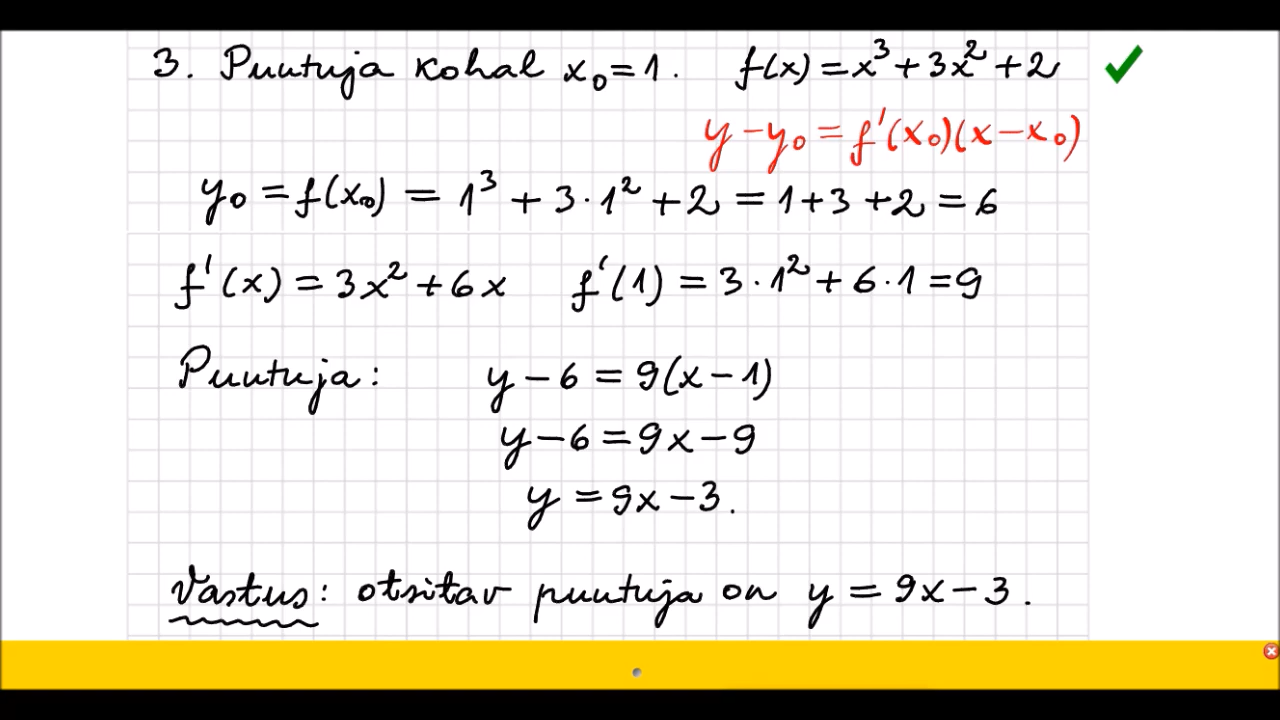 3. Puutuja kohal x₀ = 1. f(x) = x³ + 3x² + 2
y − y₀ = f'(x₀)(x − x₀)
y₀ = f(x₀) = 1³ + 3 · 1² + 2 = 1 + 3 + 2 = 6
f'(x) = 3x² + 6x f'(1) = 3 · 1² + 6 · 1 = 9
Puutuja: y − 6 = 9(x − 1)
y − 6 = 9x − 9
y = 9x − 3.
Vastus: otsitav puutuja on y = 9x − 3.